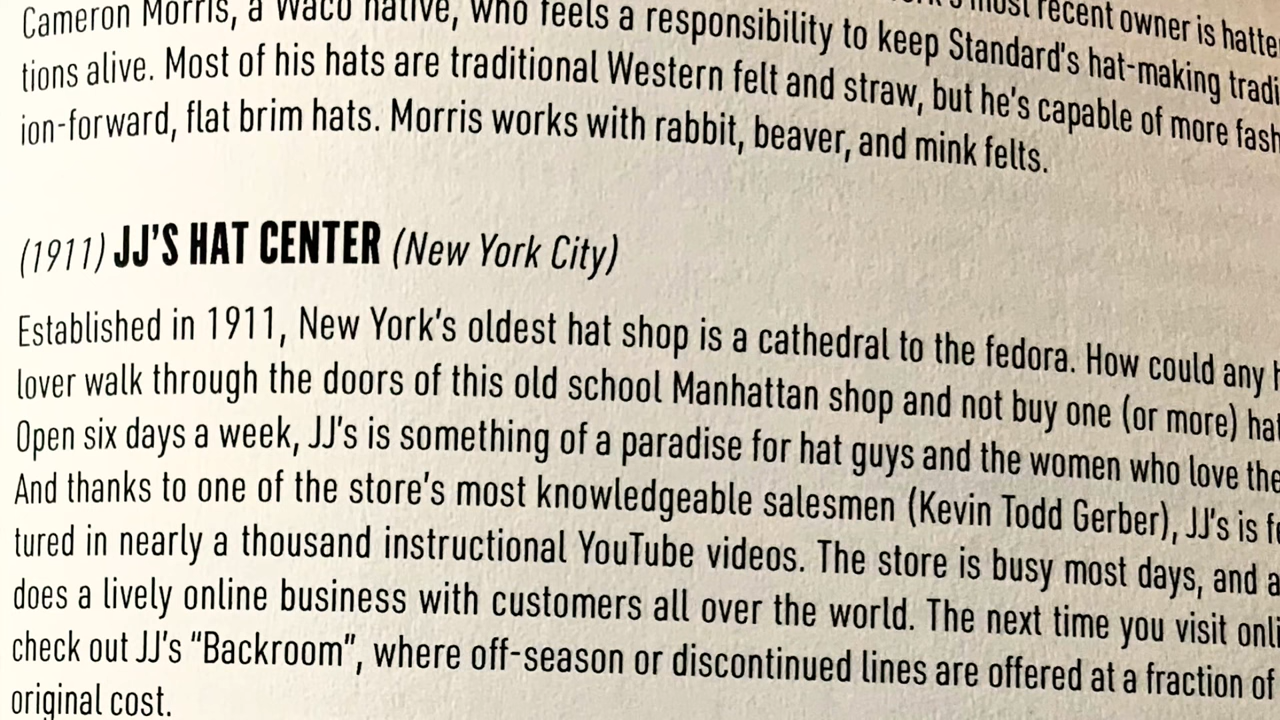 most recent owner is hatte
Cameron Morris, a Waco native, who feels a responsibility to keep Standard's hat-making tradi
tions alive. Most of his hats are traditional Western felt and straw, but he's capable of more fash
ion-forward, flat brim hats. Morris works with rabbit, beaver, and mink felts.
(1911) JJ'S HAT CENTER (New York City)
Established in 1911, New York's oldest hat shop is a cathedral to the fedora. How could any h
lover walk through the doors of this old school Manhattan shop and not buy one (or more) hat
Open six days a week, JJ's is something of a paradise for hat guys and the women who love the
And thanks to one of the store's most knowledgeable salesmen (Kevin Todd Gerber), JJ's is fe
tured in nearly a thousand instructional YouTube videos. The store is busy most days, and a
does a lively online business with customers all over the world. The next time you visit onli
check out JJ's "Backroom", where off-season or discontinued lines are offered at a fraction of
original cost.